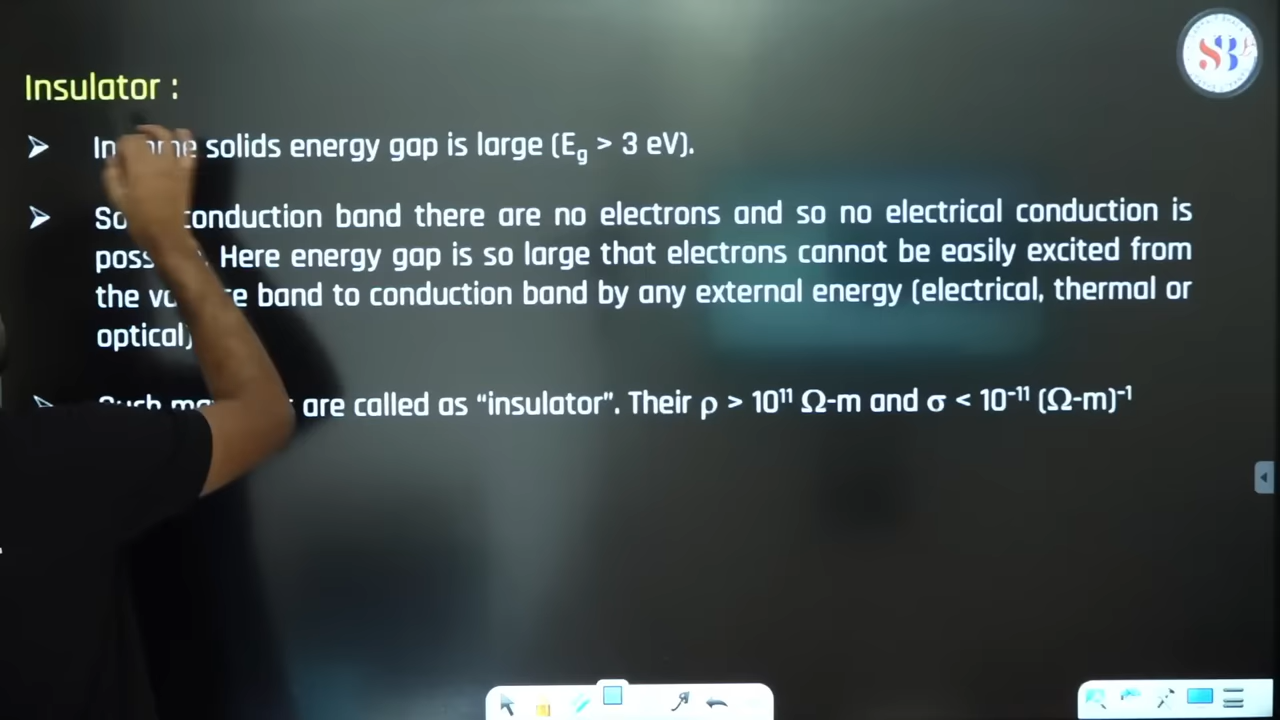 Insulator :
➢ In solids energy gap is large (Eg > 3 eV).
➢ So conduction band there are no electrons and so no electrical conduction is
Here energy gap is so large that electrons cannot be easily excited from
the band to conduction band by any external energy (electrical, thermal or
optical)
➢ Such are called as “insulator”. Their ρ > 10¹¹ Ω-m and σ < 10⁻¹¹ (Ω-m)⁻¹
SB